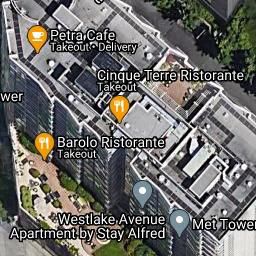 Petra Cafe
Takeout • Delivery
Cinque Terre Ristorante
Takeout
ower
Barolo Ristorante
Takeout
Westlake Avenue
Apartment by Stay Alfred
Met Tower